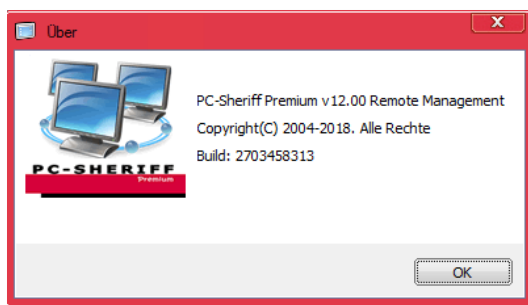 Über
PC-Sheriff Premium v12.00 Remote Management
Copyright(C) 2004-2018. Alle Rechte
Build: 2703458313
PC-SHERIFF
Premium
OK